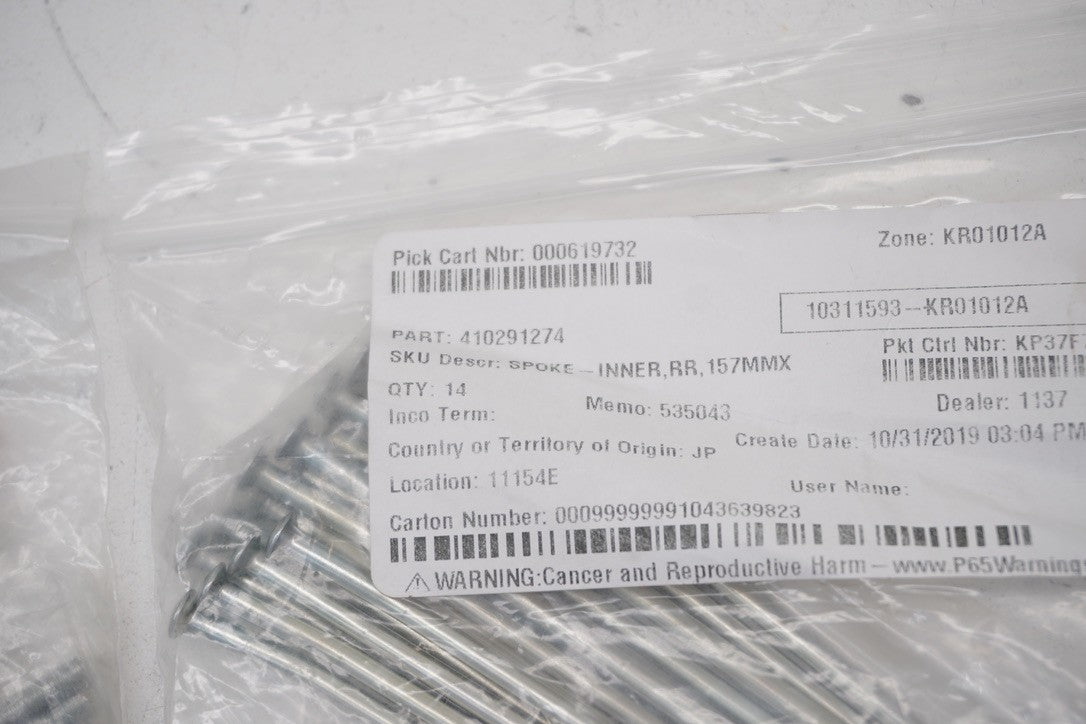 Pick Cart Nbr: 000619732
Zone: KR01012A
10311593--KR01012A
PART: 410291274
Pkt Ctrl Nbr: KP37F
SKU Descr: SPOKE-INNER,RR,157MMX
QTY: 14
Memo: 535043
Dealer: 1137
Inco Term:
Country or Territory of Origin: JP
Create Date: 10/31/2019 03:04 PM
Location: 11154E
User Name:
Carton Number: 00099999991043639823
⚠ WARNING:Cancer and Reproductive Harm-www.P65Warnings